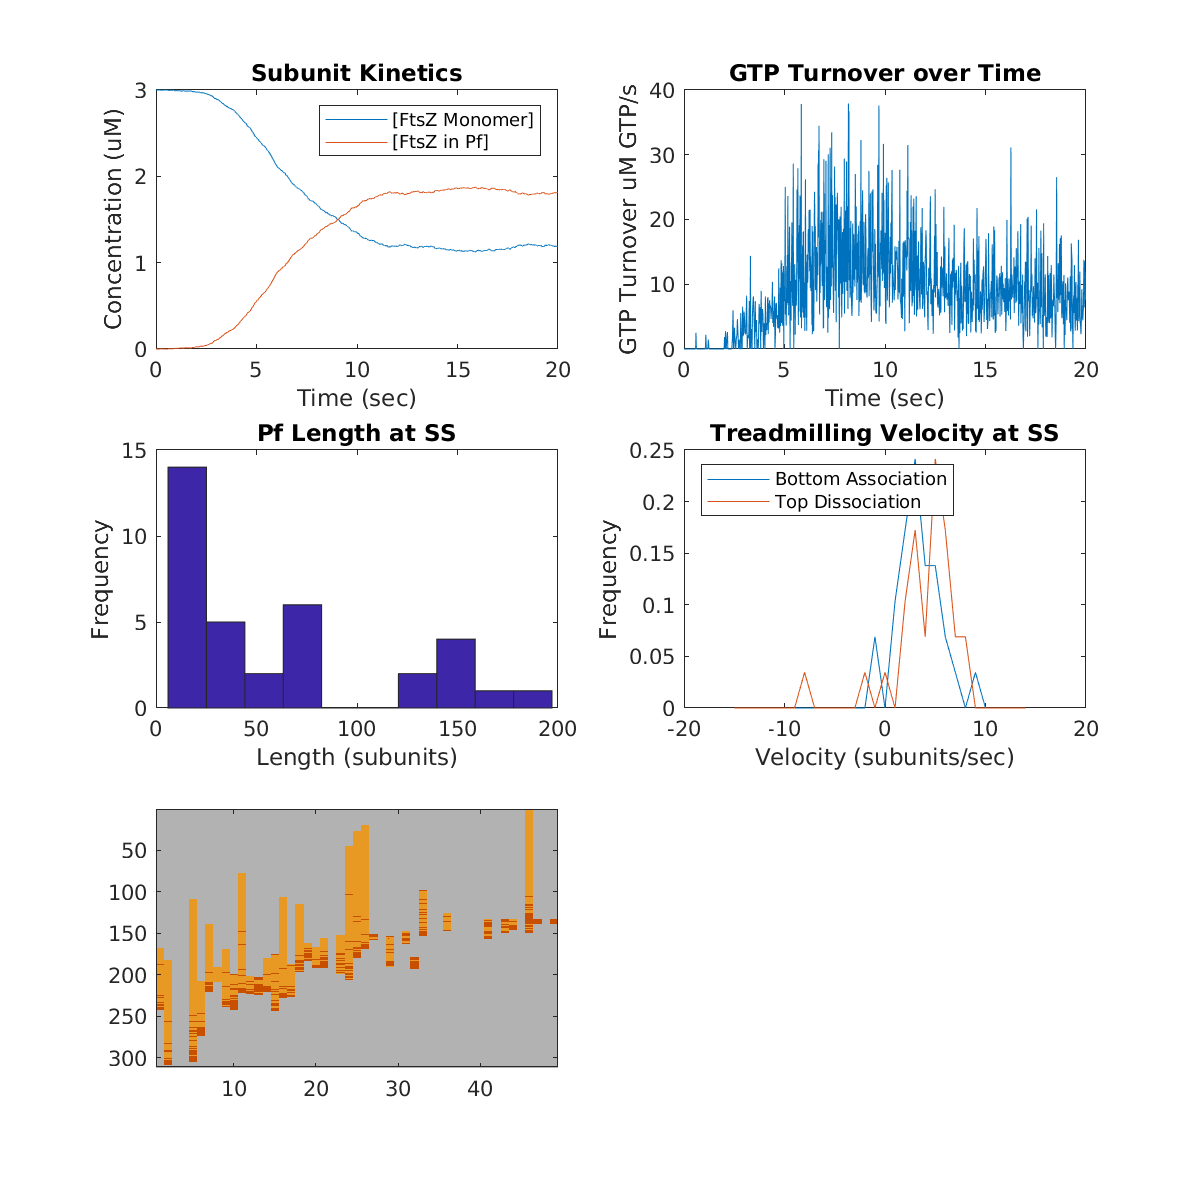 Subunit Kinetics
3
2
1
0
Concentration (uM)
[FtsZ Monomer]
[FtsZ in Pf]
0 5 10 15 20
Time (sec)
GTP Turnover over Time
40
30
20
10
0
GTP Turnover uM GTP/s
0 5 10 15 20
Time (sec)
Pf Length at SS
15
10
5
0
Frequency
0 50 100 150 200
Length (subunits)
Treadmilling Velocity at SS
0.25
0.2
0.15
0.1
0.05
0
Frequency
Bottom Association
Top Dissociation
-20 -10 0 10 20
Velocity (subunits/sec)
50
100
150
200
250
300
10 20 30 40